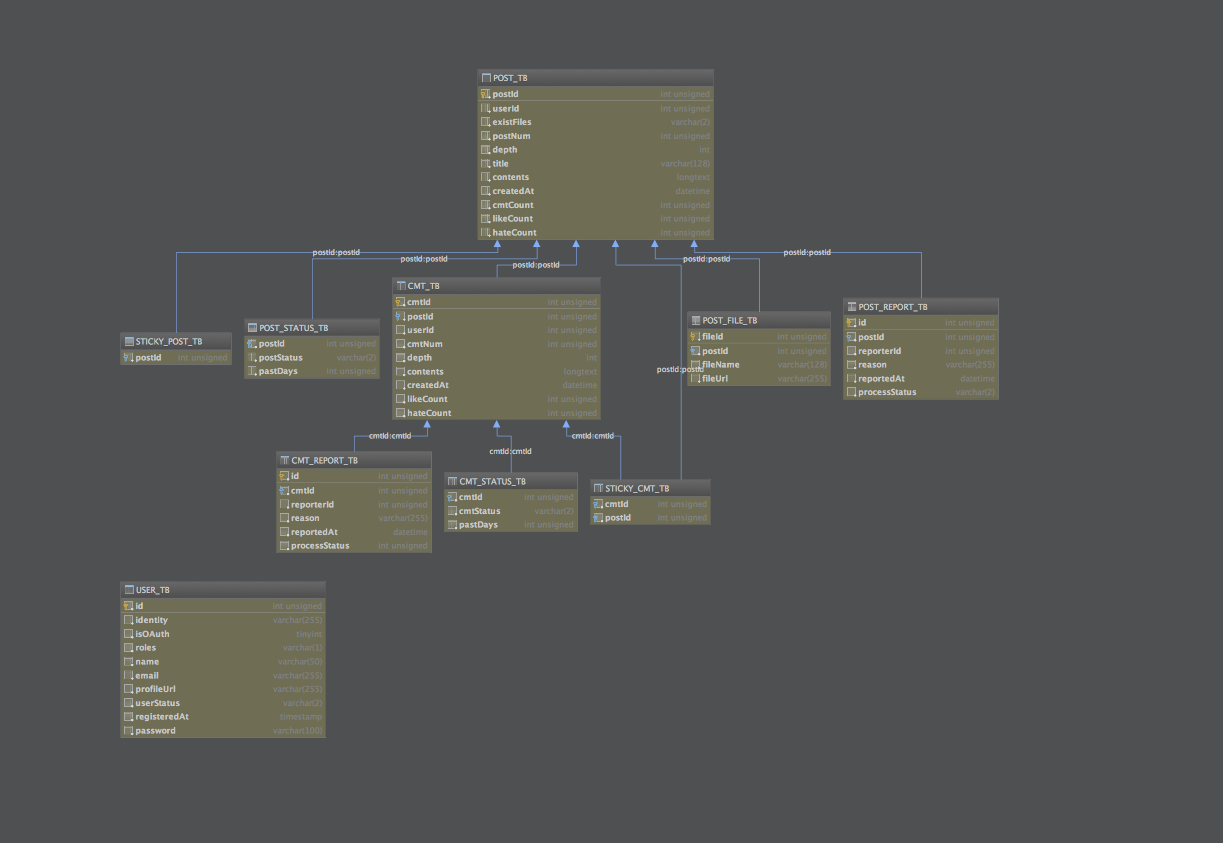 POST_TB
postId int unsigned
userId int unsigned
existFiles varchar(2)
postNum int unsigned
depth int
title varchar(128)
contents longtext
createdAt datetime
cmtCount int unsigned
likeCount int unsigned
hateCount int unsigned
postId:postId
postId:postId
postId:postId
postId:postId
postId:postId
STICKY_POST_TB
postId int unsigned
POST_STATUS_TB
postId int unsigned
postStatus varchar(2)
pastDays int unsigned
CMT_TB
cmtId int unsigned
postId int unsigned
userId int unsigned
cmtNum int unsigned
depth int
contents longtext
createdAt datetime
likeCount int unsigned
hateCount int unsigned
POST_FILE_TB
fileId int unsigned
postId int unsigned
fileName varchar(128)
fileUrl varchar(255)
postId:postId
POST_REPORT_TB
id int unsigned
postId int unsigned
reporterId int unsigned
reason varchar(255)
reportedAt datetime
processStatus varchar(2)
cmtId:cmtId
cmtId:cmtId
cmtId:cmtId
CMT_REPORT_TB
id int unsigned
cmtId int unsigned
reporterId int unsigned
reason varchar(255)
reportedAt datetime
processStatus int unsigned
CMT_STATUS_TB
cmtId int unsigned
cmtStatus varchar(2)
pastDays int unsigned
STICKY_CMT_TB
cmtId int unsigned
postId int unsigned
USER_TB
id int unsigned
identity varchar(255)
isOAuth tinyint
roles varchar(1)
name varchar(50)
email varchar(255)
profileUrl varchar(255)
userStatus varchar(2)
registeredAt timestamp
password varchar(100)